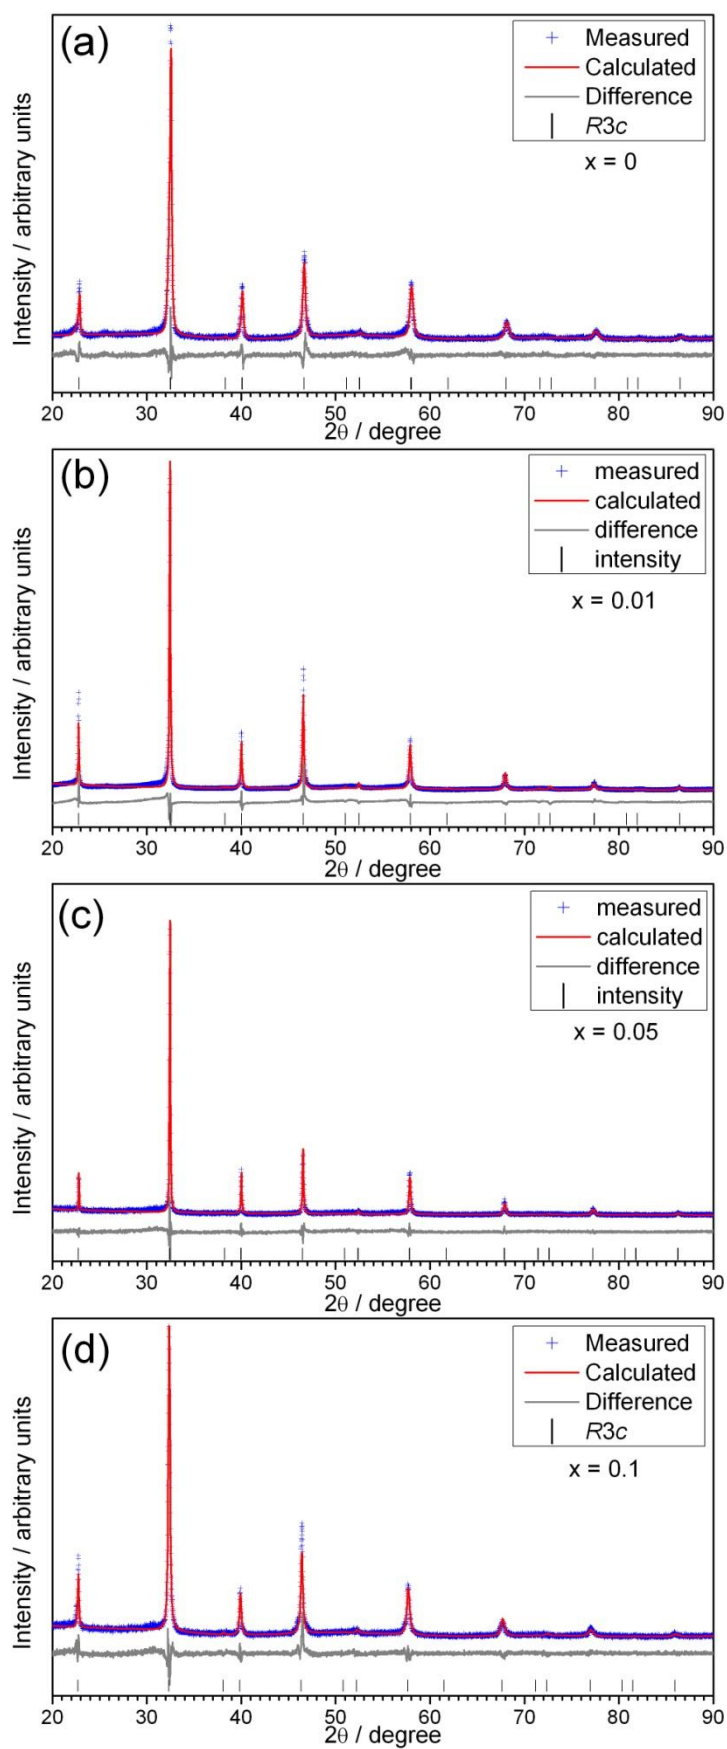 (a)
Measured
Calculated
Difference
R3c
x = 0
Intensity / arbitrary units
20 30 40 50 60 70 80 90
2θ / degree
(b)
measured
calculated
difference
intensity
x = 0.01
Intensity / arbitrary units
20 30 40 50 60 70 80 90
2θ / degree
(c)
measured
calculated
difference
intensity
x = 0.05
Intensity / arbitrary units
20 30 40 50 60 70 80 90
2θ / degree
(d)
Measured
Calculated
Difference
R3c
x = 0.1
Intensity / arbitrary units
20 30 40 50 60 70 80 90
2θ / degree